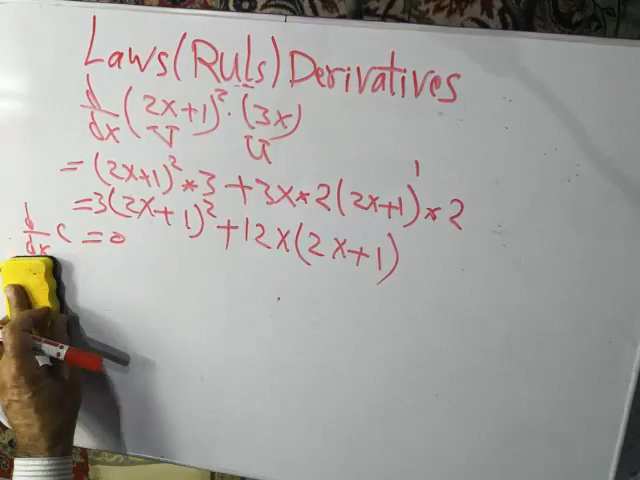 Laws(Ruls) Derivatives
d/dx (2x+1)² · (3x)
V U
= (2x+1)² * 3 + 3x * 2(2x+1)¹ * 2
= 3(2x+1)² + 12x(2x+1)
d/dx c = 0